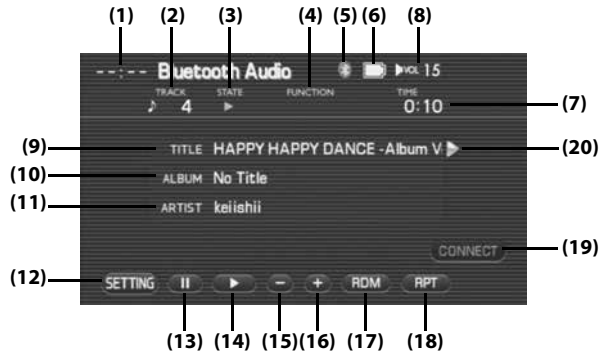 (1) (2) (3) (4) (5) (6) (8)
--:-- Bluetooth Audio VOL 15
TRACK STATE FUNCTION TIME
♪ 4 ▶ 0:10 (7)
(9) TITLE HAPPY HAPPY DANCE -Album V ▶ (20)
(10) ALBUM No Title
(11) ARTIST keiishii
CONNECT (19)
(12) SETTING II ▶ − + RDM RPT
(13) (14) (15) (16) (17) (18)